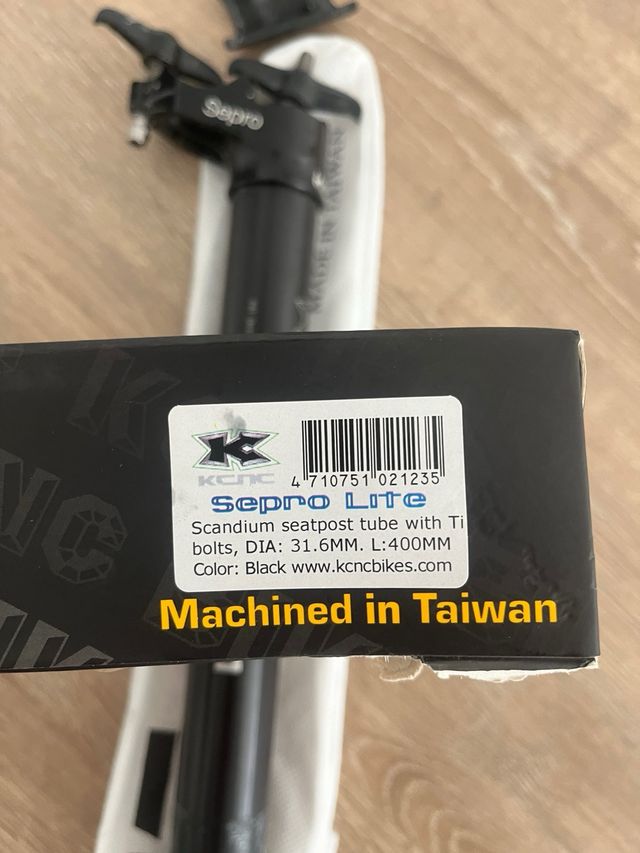 Sepro
MADE IN TAIWAN
KCNC
4 710751 021235
Sepro Lite
Scandium seatpost tube with Ti
bolts, DIA: 31.6MM. L:400MM
Color: Black www.kcncbikes.com
Machined in Taiwan